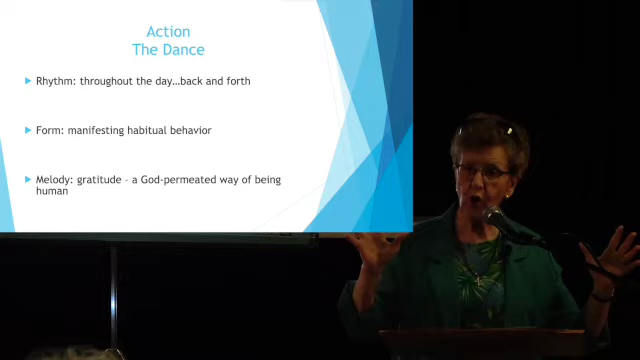 Action
The Dance
Rhythm: throughout the day…back and forth
Form: manifesting habitual behavior
Melody: gratitude – a God-permeated way of being
human